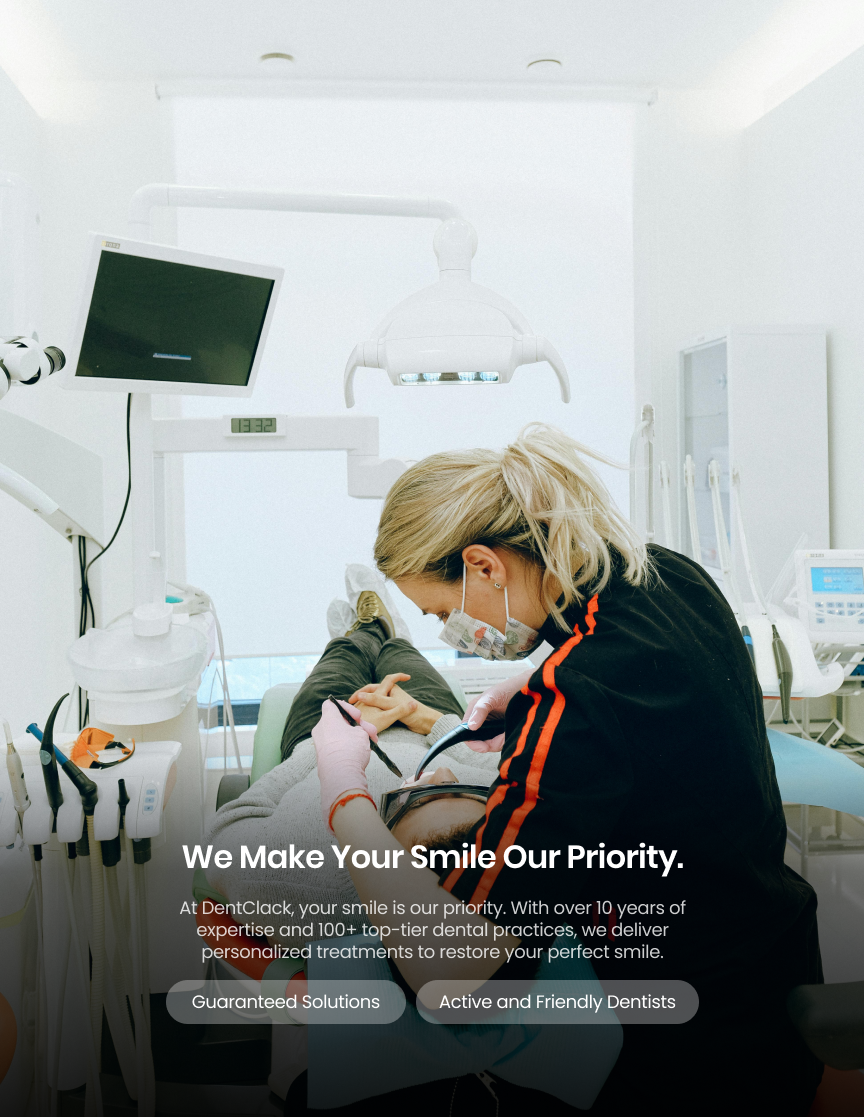 1332
We Make Your Smile Our Priority.
At DentClack, your smile is our priority. With over 10 years of
expertise and 100+ top-tier dental practices, we deliver
personalized treatments to restore your perfect smile.
Guaranteed Solutions
Active and Friendly Dentists